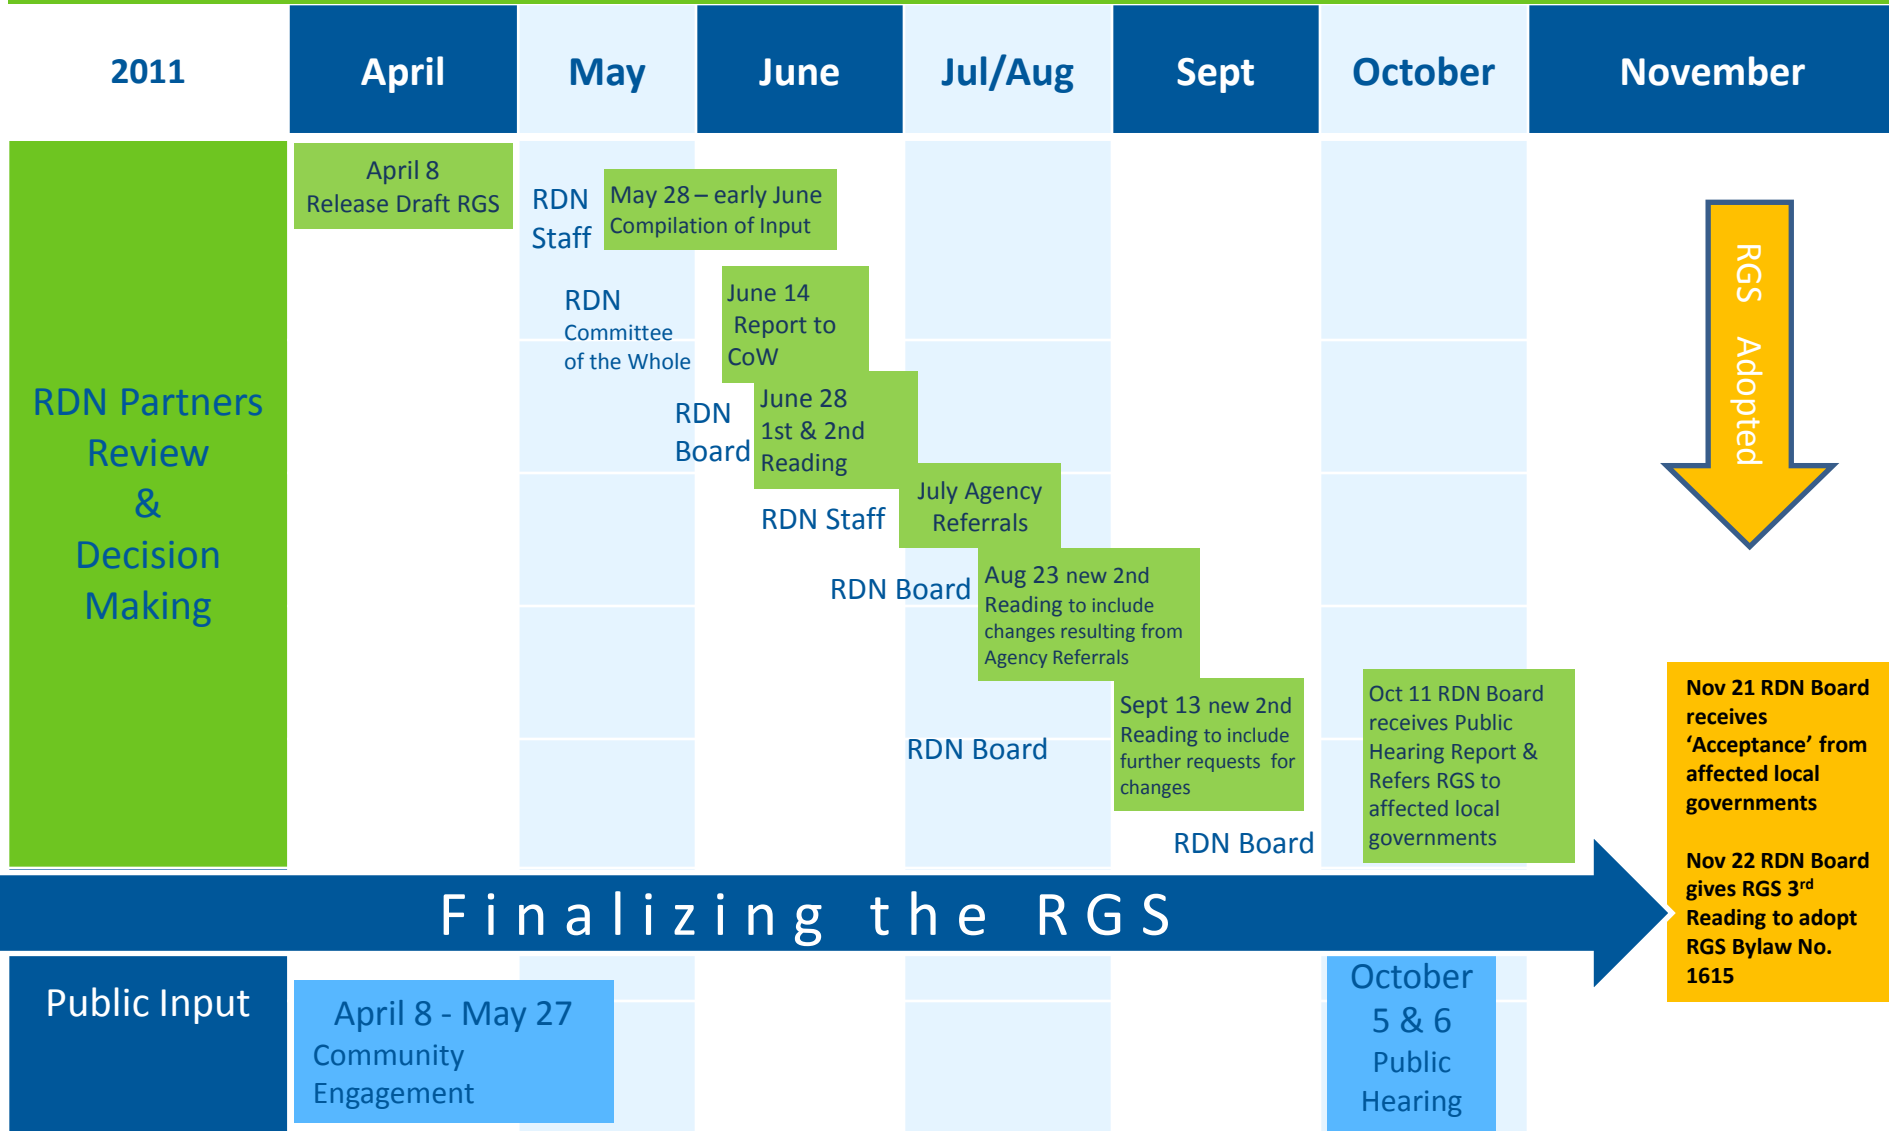 2011
April
May
June
Jul/Aug
Sept
October
November
RDN Partners
Review
&
Decision
Making
April 8
Release Draft RGS
RDN
Staff
May 28 – early June
Compilation of Input
RDN
Committee
of the Whole
June 14
Report to
CoW
RDN
Board
June 28
1st & 2nd
Reading
RDN Staff
July Agency
Referrals
RDN Board
Aug 23 new 2nd
Reading to include
changes resulting from
Agency Referrals
RDN Board
Sept 13 new 2nd
Reading to include
further requests for
changes
RDN Board
Oct 11 RDN Board
receives Public
Hearing Report &
Refers RGS to
affected local
governments
RGS Adopted
Nov 21 RDN Board
receives
‘Acceptance’ from
affected local
governments
Nov 22 RDN Board
gives RGS 3rd
Reading to adopt
RGS Bylaw No.
1615
Finalizing the RGS
Public Input
April 8 - May 27
Community
Engagement
October
5 & 6
Public
Hearing